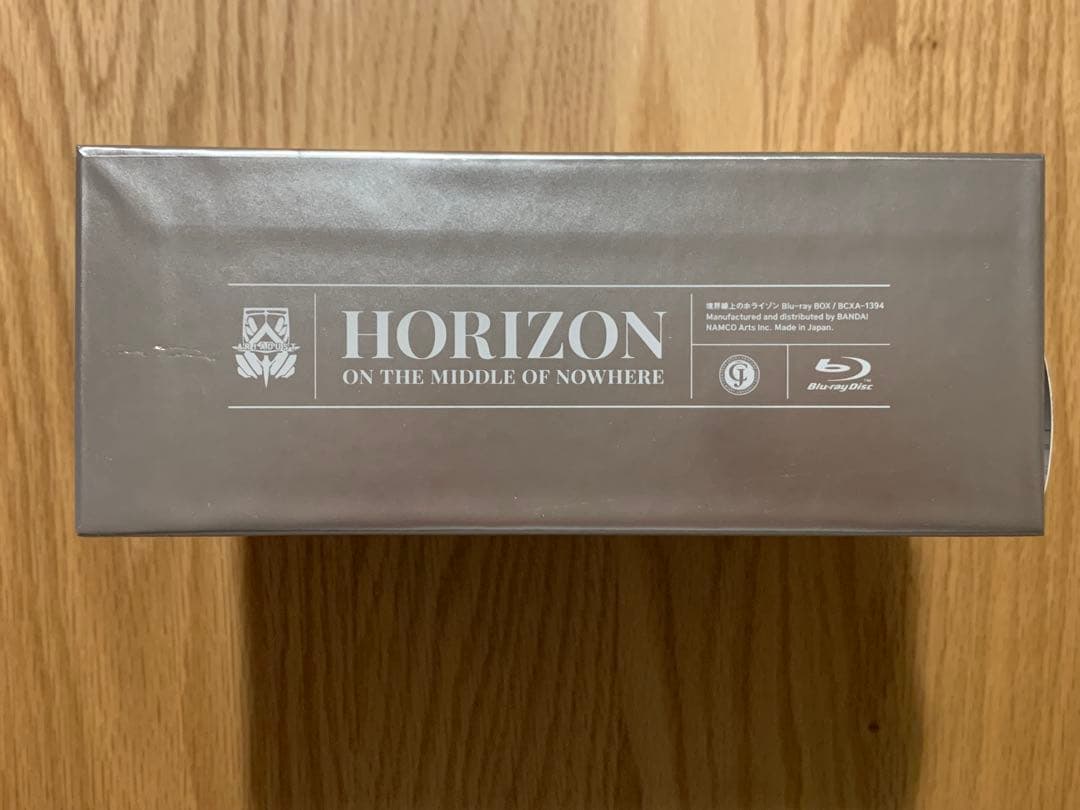 HORIZON
ON THE MIDDLE OF NOWHERE
境界線上のホライゾン Blu-ray BOX / BCXA-1394
Manufactured and distributed by BANDAI
NAMCO Arts Inc. Made in Japan.
Blu-ray Disc
TM